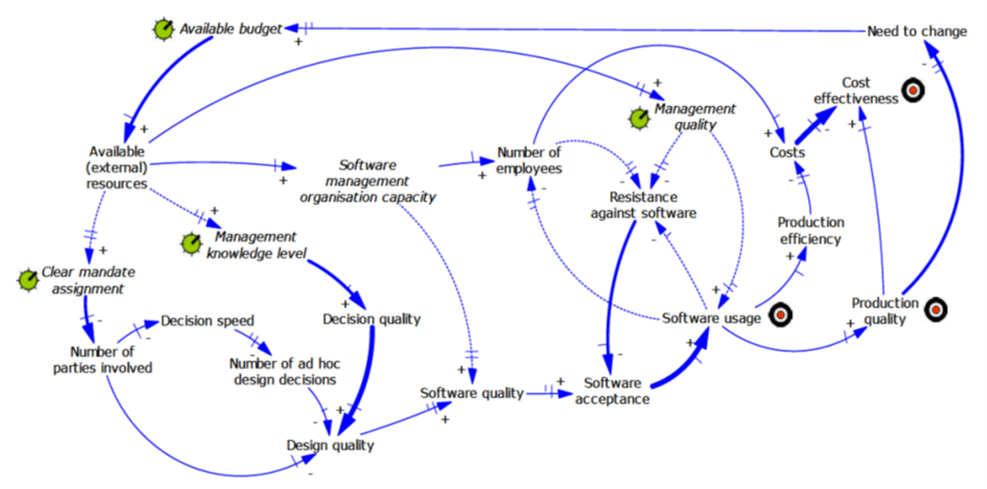 Available budget
Need to change
Cost
effectiveness
Management
quality
Available
(external)
resources
Software
management
organisation capacity
Number of
employees
Costs
Resistance
against software
Production
efficiency
Management
knowledge level
Clear mandate
assignment
Decision speed
Decision quality
Software usage
Production
quality
Number of
parties involved
Number of ad hoc
design decisions
Software quality
Software
acceptance
Design quality